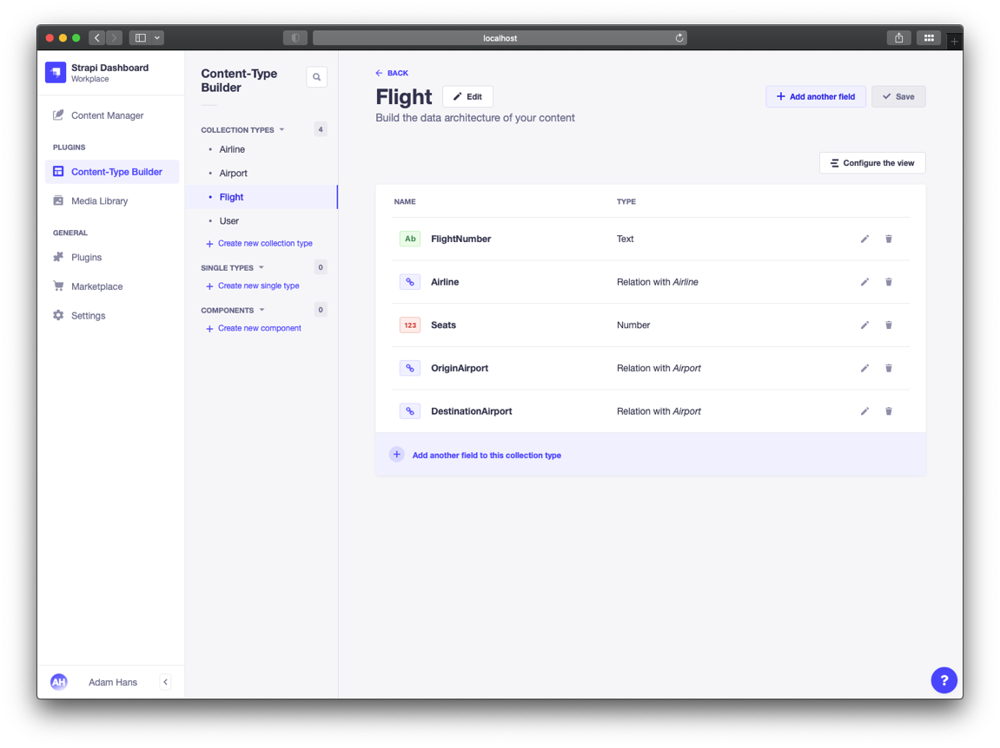 localhost
Strapi Dashboard
Workplace
Content Manager
PLUGINS
Content-Type Builder
Media Library
GENERAL
Plugins
Marketplace
Settings
AH Adam Hans
Content-Type
Builder
COLLECTION TYPES 4
Airline
Airport
Flight
User
Create new collection type
SINGLE TYPES 0
Create new single type
COMPONENTS 0
Create new component
BACK
Flight Edit Add another field Save
Build the data architecture of your content
Configure the view
NAME TYPE
Ab FlightNumber Text
Airline Relation with Airline
123 Seats Number
OriginAirport Relation with Airport
DestinationAirport Relation with Airport
Add another field to this collection type
?